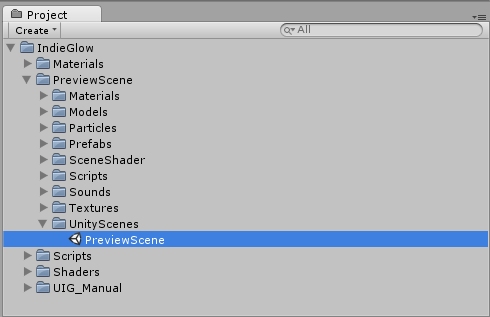 Project
Create All
IndieGlow
Materials
PreviewScene
Materials
Models
Particles
Prefabs
SceneShader
Scripts
Sounds
Textures
UnityScenes
PreviewScene
Scripts
Shaders
UIG_Manual